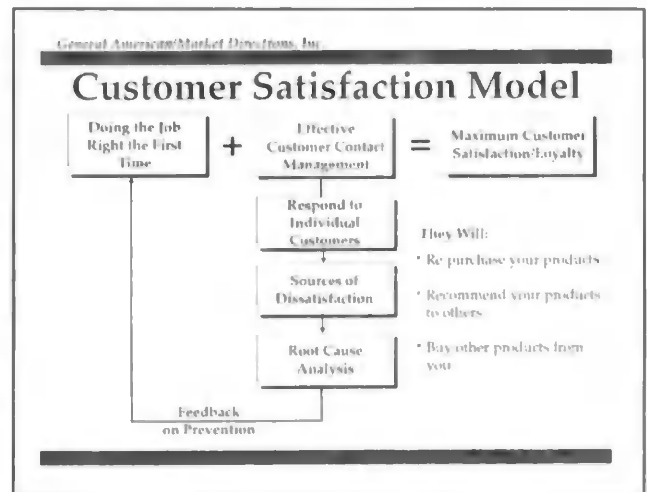 General American/Market Directions, Inc.
Customer Satisfaction Model
Doing the Job
Right the First
Time
+
Effective
Customer Contact
Management
=
Maximum Customer
Satisfaction/Loyalty
Respond to
Individual
Customers
Sources of
Dissatisfaction
Root Cause
Analysis
They Will:
* Re purchase your products
* Recommend your products
to others
* Buy other products from
you
Feedback
on Prevention